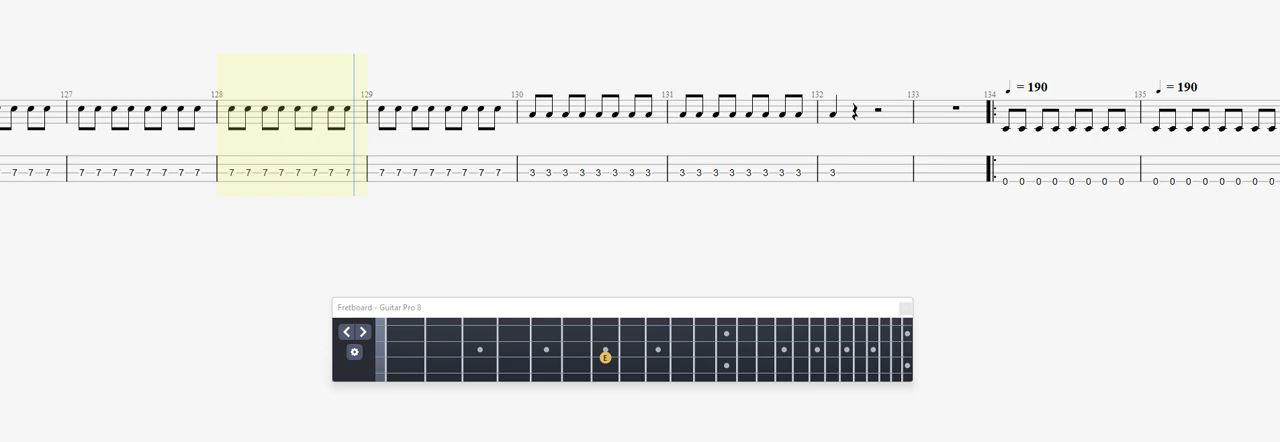 ♩ = 190 ♩ = 190
127 128 129 130 131 132 133 134 135
7 7 7 7 7 7 7 7 7 7 7 7 7 7 7 7 7 7 7 7 7 7 7 7 7 7 7 3 3 3 3 3 3 3 3 3 3 3 3 3 3 3 3 3
0 0 0 0 0 0 0 0 0 0 0 0 0 0 0 0
Fretboard - Guitar Pro 8
E